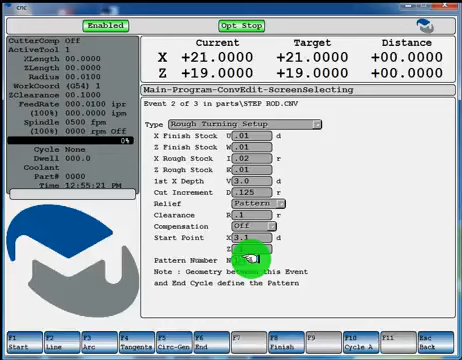 cnc
Enabled
Opt Stop
CutterComp Off
ActiveTool 1
XLength 00.0000
ZLength 00.0000
Radius 00.0100
WorkCoord (G54) 1
ZClearance 00.1000
FeedRate 000.0100 ipr
(100%) 0000.0 ipm
Spindle 0500 rpm
(100%) 0000 rpm Off
0%
Cycle None
Dwell 000.0
Coolant
Part# 0000
Time 12:55:21 PM
Current Target Distance
X +21.0000 +21.0000 +00.0000
Z +19.0000 +19.0000 +00.0000
Main-Program-ConvEdit-ScreenSelecting
Event 2 of 3 in parts\STEP ROD.CNV
Type Rough Turning Setup
X Finish Stock U .01 d
Z Finish Stock W .01
X Rough Stock I .02 r
Z Rough Stock K .01
1st X Depth V 3.0 d
Cut Increment D .125 r
Relief Pattern
Clearance R .1 r
Compensation Off
Start Point X 3.1 d
Z
Pattern Number N
Note : Geometry between this Event
and End Cycle define the Pattern
F1 Start
F2 Line
F3 Arc
F4 Tangents
F5 Circ-Gen
F6 End
F7
F8 Finish
F9
F10 Cycle A
F11
F12